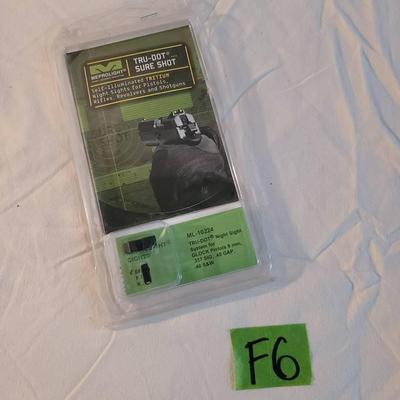 MEPROLIGHT®
TRU-DOT®
SURE SHOT
Self-Illuminated TRITIUM
Night Sights for Pistols,
Rifles, Revolvers and Shotguns
ML-10224
TRU-DOT® Night Sight
System for
GLOCK Pistols 9 mm,
.357 SIG, .45 GAP,
.40 S&W
F6